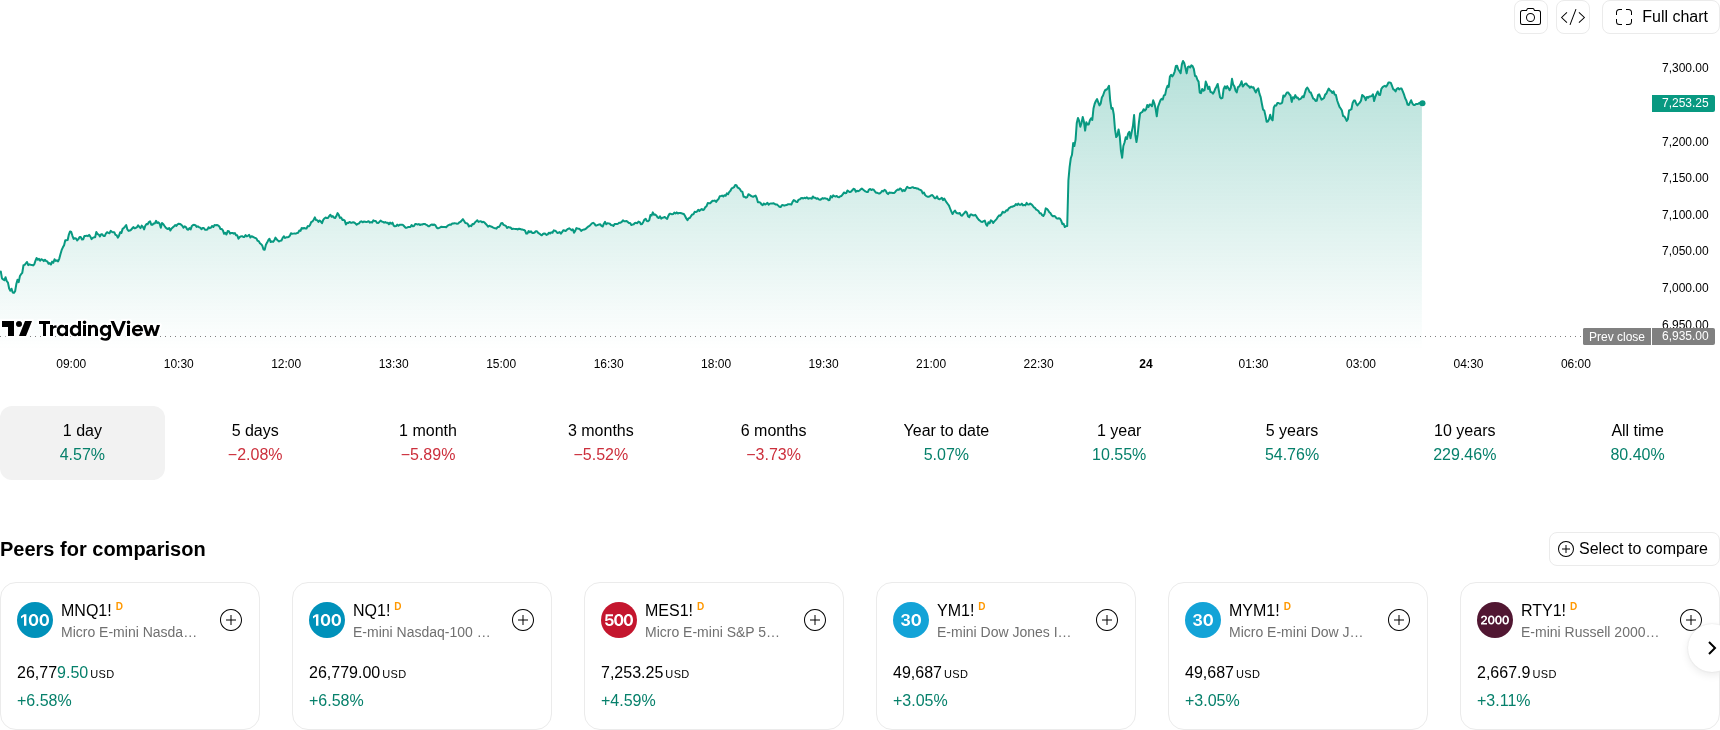 Full chart
7,300.00
7,253.25
7,200.00
7,150.00
7,100.00
7,050.00
7,000.00
6,950.00
Prev close 6,935.00
TradingView
09:00 10:30 12:00 13:30 15:00 16:30 18:00 19:30 21:00 22:30 24 01:30 03:00 04:30 06:00
1 day 5 days 1 month 3 months 6 months Year to date 1 year 5 years 10 years All time
4.57% −2.08% −5.89% −5.52% −3.73% 5.07% 10.55% 54.76% 229.46% 80.40%
Peers for comparison
Select to compare
100 MNQ1! D
Micro E-mini Nasda…
26,779.50 USD
+6.58%
100 NQ1! D
E-mini Nasdaq-100 …
26,779.00 USD
+6.58%
500 MES1! D
Micro E-mini S&P 5…
7,253.25 USD
+4.59%
30 YM1! D
E-mini Dow Jones I…
49,687 USD
+3.05%
30 MYM1! D
Micro E-mini Dow J…
49,687 USD
+3.05%
2000 RTY1! D
E-mini Russell 2000…
2,667.9 USD
+3.11%